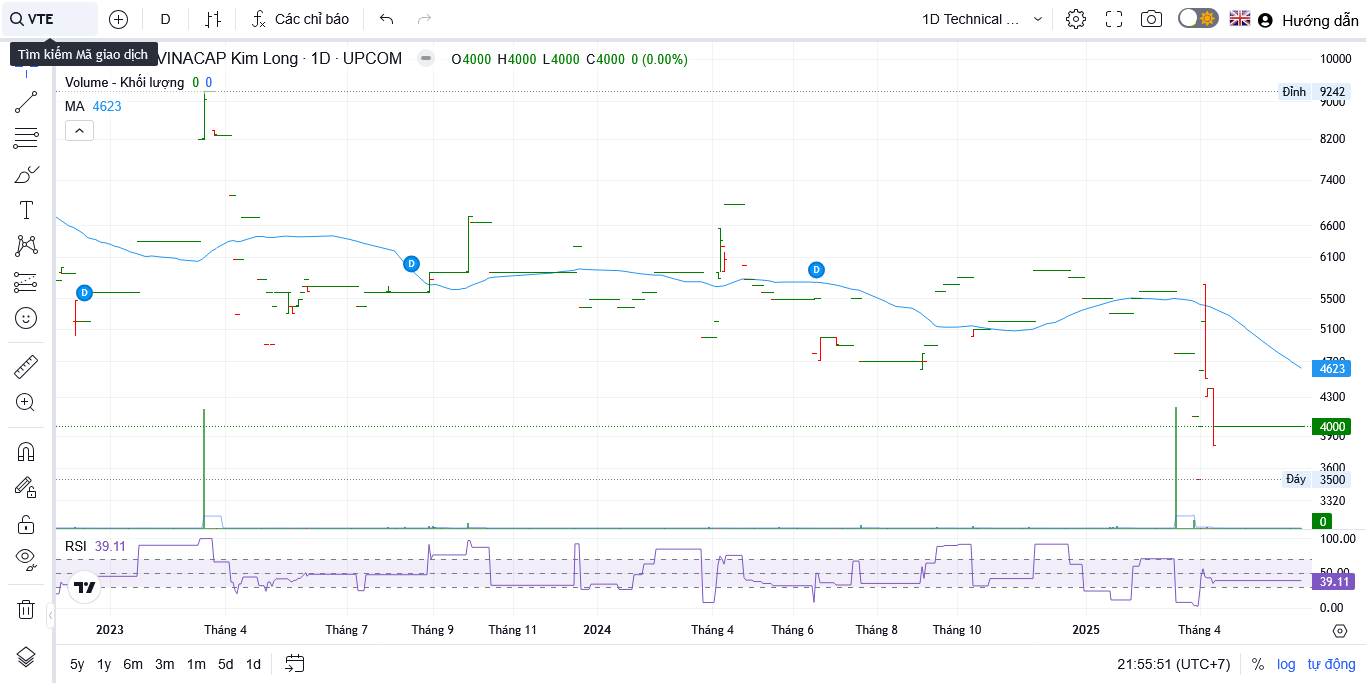 VTE D Các chỉ báo 1D Technical ... Hướng dẫn
Tìm kiếm Mã giao dịch
VINACAP Kim Long · 1D · UPCOM O4000 H4000 L4000 C4000 0 (0.00%)
Volume - Khối lượng 0 0
MA 4623
10000
Đỉnh 9242
9000
8200
7400
6600
6100
5500
5100
4700
4623
4300
4000
3900
3600
Đáy 3500
3320
0
D
D
D
RSI 39.11
100.00
50.00
39.11
0.00
2023 Tháng 4 Tháng 7 Tháng 9 Tháng 11 2024 Tháng 4 Tháng 6 Tháng 8 Tháng 10 2025 Tháng 4
5y 1y 6m 3m 1m 5d 1d 21:55:51 (UTC+7) % log tự động